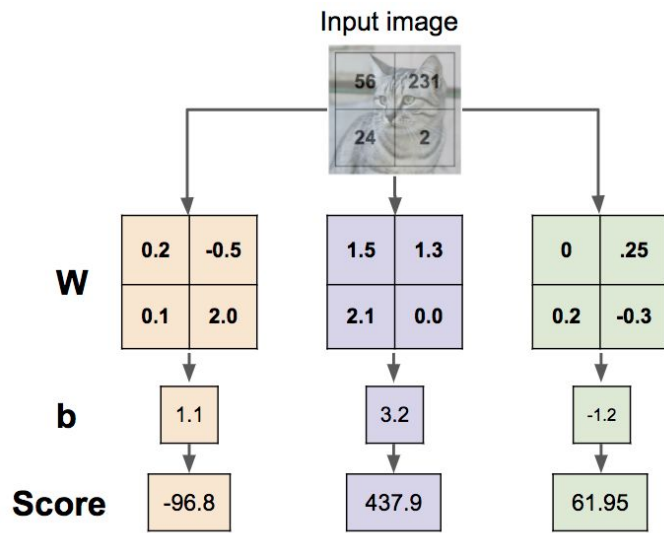 Input image
56 231
24 2
W
0.2 -0.5 1.5 1.3 0 .25
0.1 2.0 2.1 0.0 0.2 -0.3
b 1.1 3.2 -1.2
Score -96.8 437.9 61.95